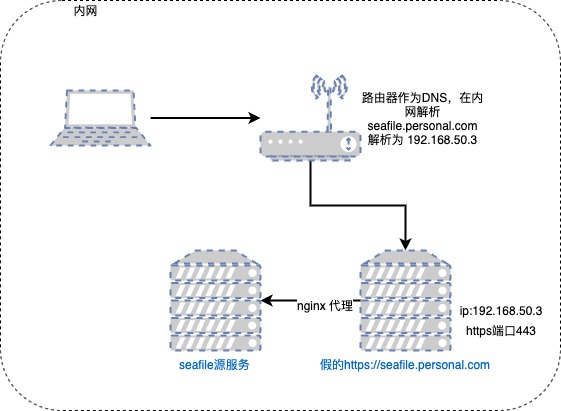 内网
路由器作为DNS，在内
网解析
seafile.personal.com
解析为 192.168.50.3
nginx 代理
ip:192.168.50.3
https端口443
seafile源服务
假的https://seafile.personal.com